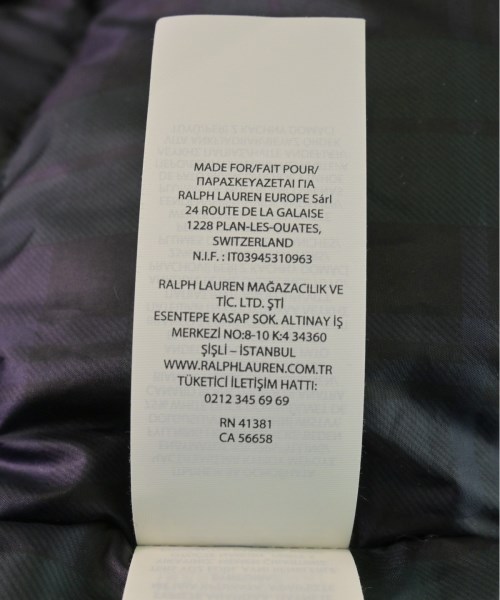 MADE FOR/FAIT POUR/
ΠΑΡΑΣΚΕΥΑΖΕΤΑΙ ΓΙΑ
RALPH LAUREN EUROPE Sárl
24 ROUTE DE LA GALAISE
1228 PLAN-LES-OUATES,
SWITZERLAND
N.I.F. : IT03945310963
RALPH LAUREN MAĞAZACILIK VE
TİC. LTD. ŞTİ
ESENTEPE KASAP SOK. ALTINAY İŞ
MERKEZİ NO:8-10 K:4 34360
ŞİŞLİ – İSTANBUL
WWW.RALPHLAUREN.COM.TR
TÜKETİCİ İLETİŞİM HATTI:
0212 345 69 69
RN 41381
CA 56658